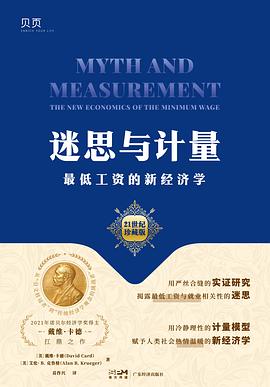 贝页
ENRICH YOUR LIFE
MYTH AND
MEASUREMENT
THE NEW ECONOMICS OF THE MINIMUM WAGE
迷思与计量
最低工资的新经济学
21世纪
珍藏版
2021年诺贝尔经济学奖得主
戴维·卡德
扛鼎之作
用严丝合缝的实证研究
揭露最低工资与就业相关性的迷思
用冷静理性的计量模型
赋予人类社会热情温暖的新经济学
[美]戴维·卡德(David Card)
[美]艾伦·B.克鲁格(Alan B. Krueger) 著
广东经济出版社